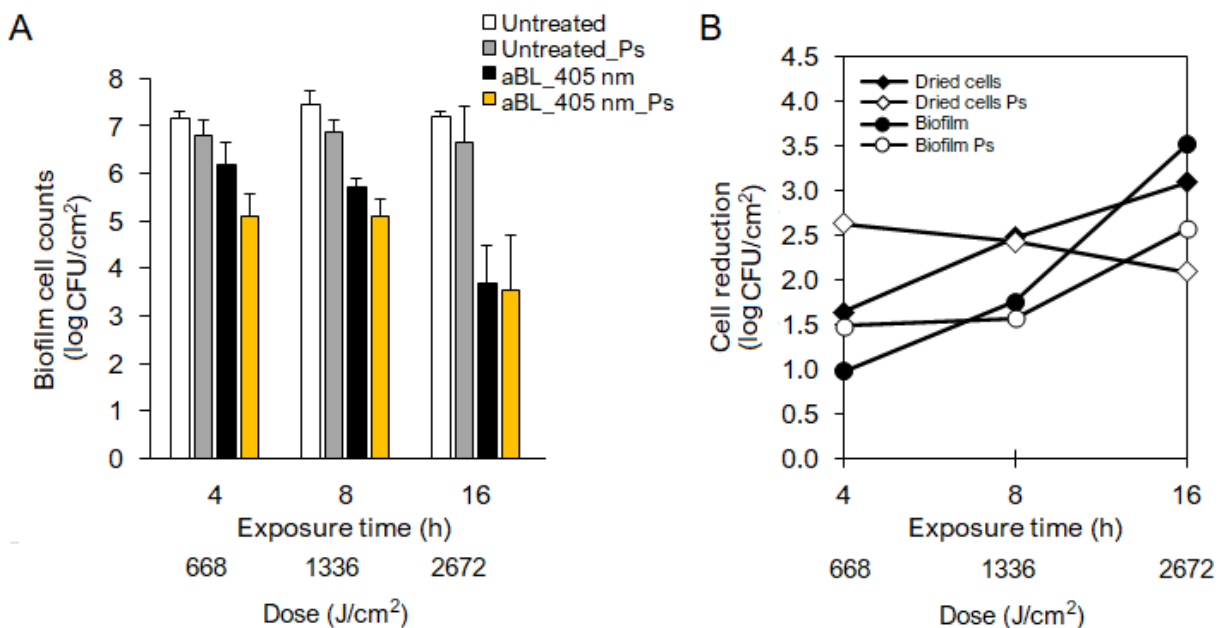 A
Untreated
Untreated_Ps
aBL_405 nm
aBL_405 nm_Ps
Biofilm cell counts
(log CFU/cm²)
8
7
6
5
4
3
2
1
0
4 8 16
Exposure time (h)
668 1336 2672
Dose (J/cm²)
B
Dried cells
Dried cells Ps
Biofilm
Biofilm Ps
Cell reduction
(log CFU/cm²)
4.5
4.0
3.5
3.0
2.5
2.0
1.5
1.0
0.5
0.0
4 8 16
Exposure time (h)
668 1336 2672
Dose (J/cm²)